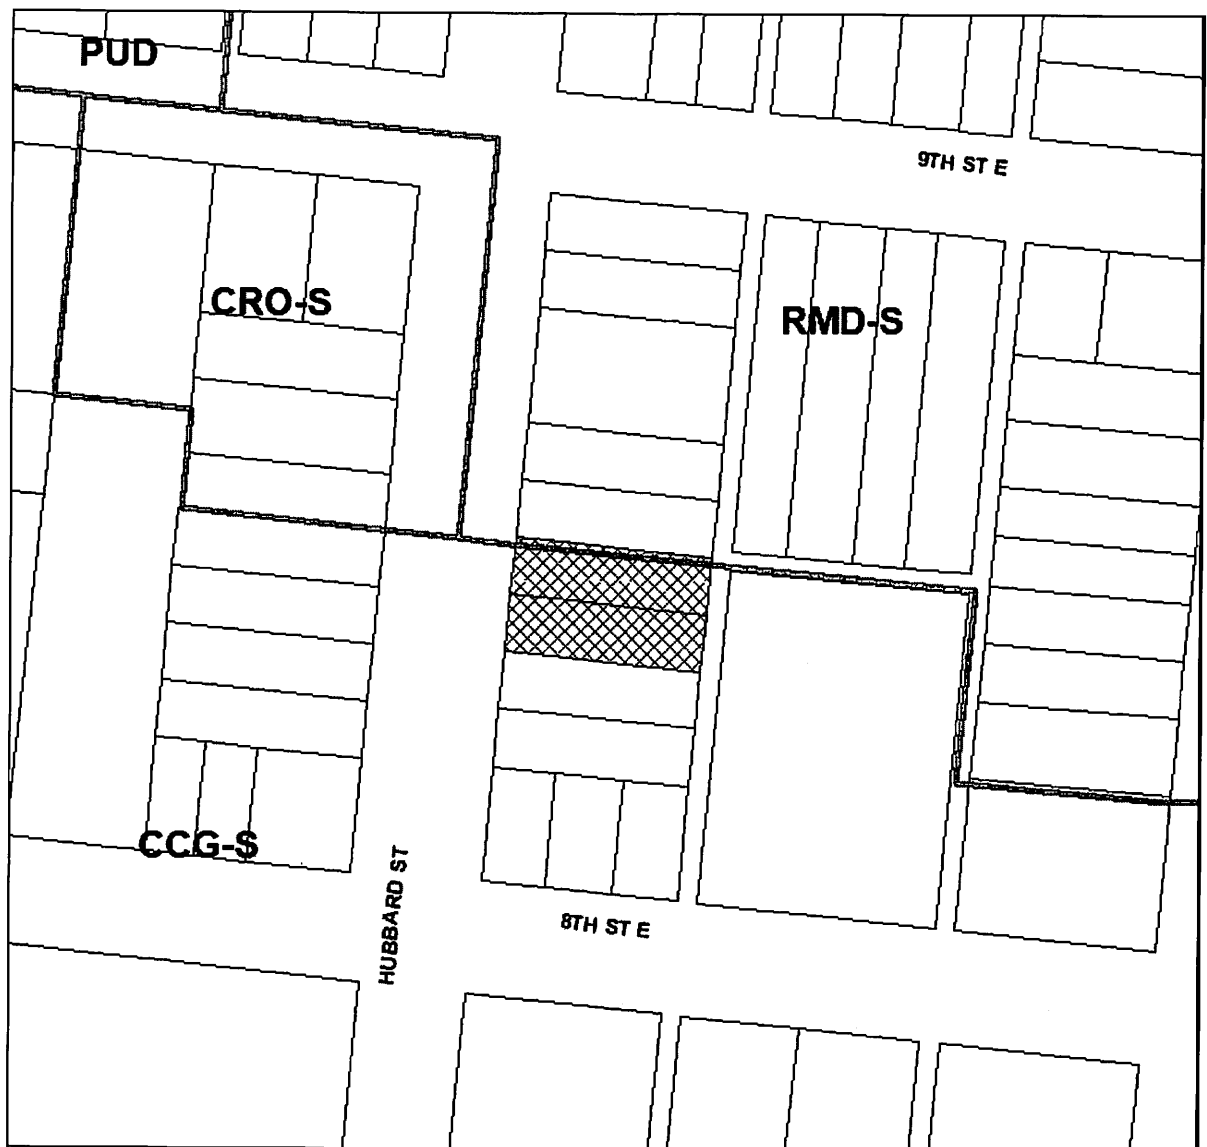 PUD
9TH ST E
CRO-S
RMD-S
CCG-S
HUBBARD ST
8TH ST E